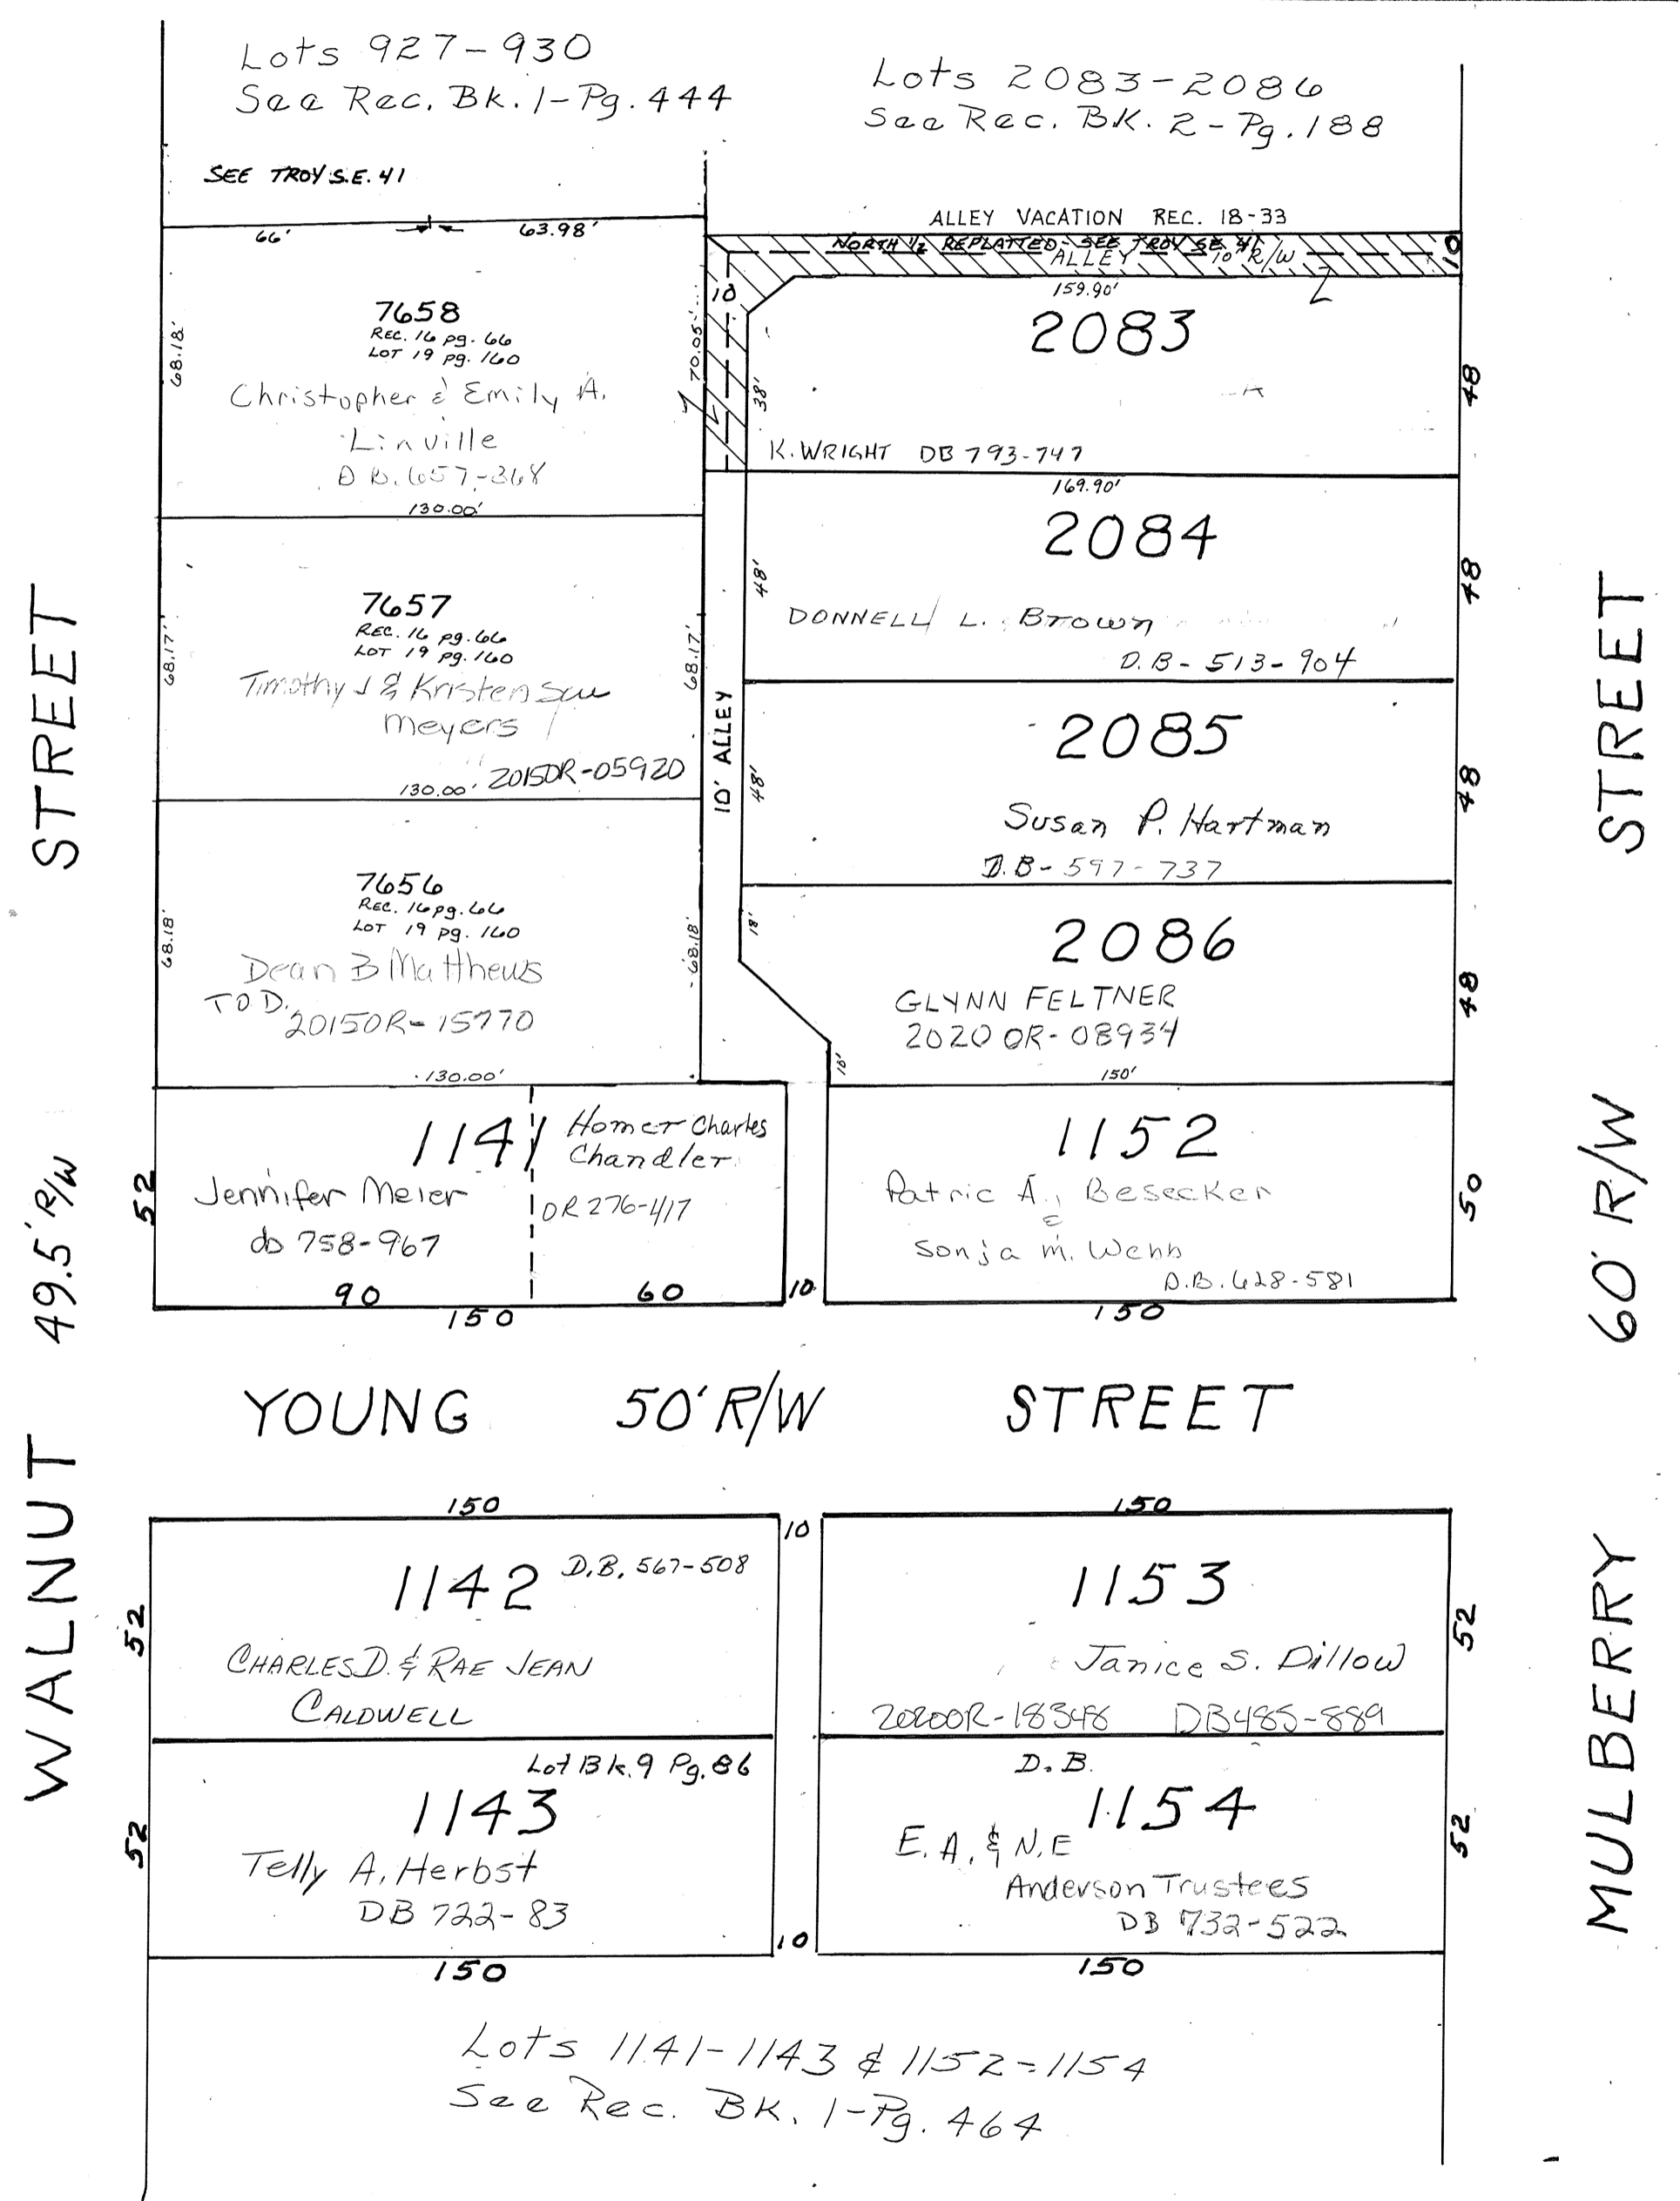 Lots 927-930
See Rec. Bk. 1-Pg. 444
Lots 2083-2086
See Rec. BK. 2-Pg. 188
SEE TROY S.E. 41
66'
63.98'
ALLEY VACATION REC. 18-33
NORTH 1/2 REPLATTED - SEE TROY SE 41
ALLEY 10' R/W
10
10
159.90'
7658
REC. 16 pg. 66
LOT 19 pg. 160
Christopher & Emily A.
Linville
D.B. 657-368
130.00'
68.18'
70.05'
38'
2083
K. WRIGHT DB 793-747
48
169.90'
2084
DONNELL L. Brown
D.B-513-904
48'
48
7657
REC. 16 pg. 66
LOT 19 pg. 160
Timothy J & Kristen Sue
Meyers
2015OR-05920
130.00'
68.17'
68.17'
10' ALLEY
48'
2085
Susan P. Hartman
D.B-597-737
48
7656
REC. 16 pg. 66
LOT 19 pg. 160
Dean B Matthews
TOD.
2015OR-15770
130.00'
68.18'
68.18'
18'
2086
GLYNN FELTNER
2020 OR-08934
48
150'
1141
Jennifer Meier
db 758-967
Homer Charles
Chandler
OR 276-417
52
90
60
150
10
1152
Patric A. Besecker
&
Sonja M. Webb
D.B. 628-581
50
150
YOUNG 50' R/W STREET
150
10
150
1142
D.B. 567-508
CHARLES D. & RAE JEAN
CALDWELL
52
1153
Janice S. Dillow
2020OR-18348 DB485-889
52
Lot Bk. 9 Pg. 86
1143
Telly A. Herbst
DB 722-83
52
150
10
D.B.
1154
E. A. & N. E
Anderson Trustees
DB 732-522
52
150
Lots 1141-1143 & 1152-1154
See Rec. BK. 1-Pg. 464
WALNUT 49.5' R/W STREET
MULBERRY 60' R/W STREET